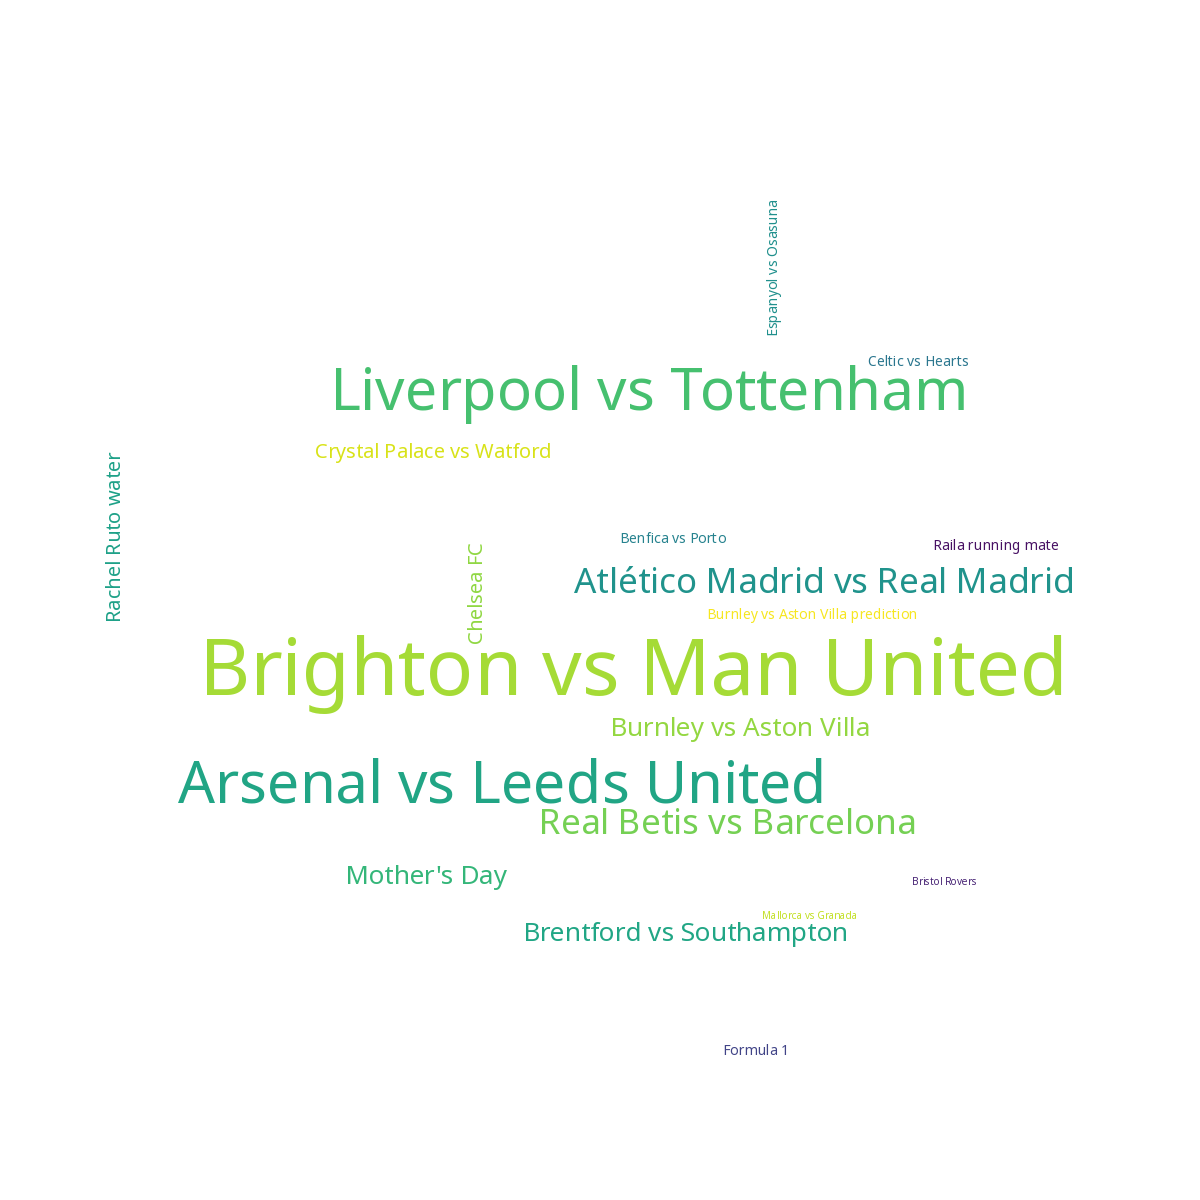 Espanyol vs Osasuna
Celtic vs Hearts
Liverpool vs Tottenham
Crystal Palace vs Watford
Rachel Ruto water
Benfica vs Porto
Raila running mate
Chelsea FC
Atlético Madrid vs Real Madrid
Burnley vs Aston Villa prediction
Brighton vs Man United
Burnley vs Aston Villa
Arsenal vs Leeds United
Real Betis vs Barcelona
Mother's Day
Bristol Rovers
Mallorca vs Granada
Brentford vs Southampton
Formula 1